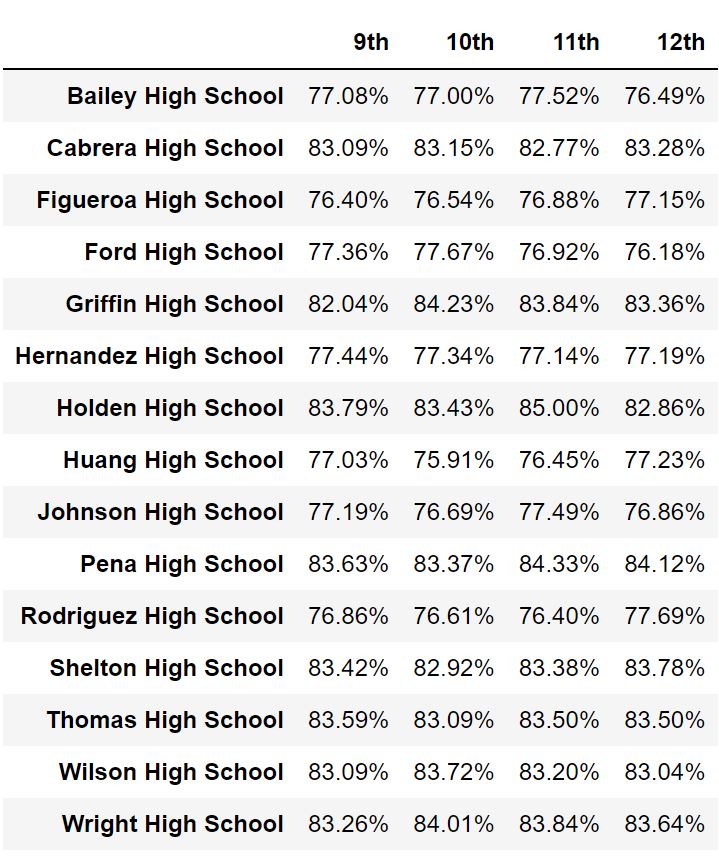 9th 10th 11th 12th
Bailey High School 77.08% 77.00% 77.52% 76.49%
Cabrera High School 83.09% 83.15% 82.77% 83.28%
Figueroa High School 76.40% 76.54% 76.88% 77.15%
Ford High School 77.36% 77.67% 76.92% 76.18%
Griffin High School 82.04% 84.23% 83.84% 83.36%
Hernandez High School 77.44% 77.34% 77.14% 77.19%
Holden High School 83.79% 83.43% 85.00% 82.86%
Huang High School 77.03% 75.91% 76.45% 77.23%
Johnson High School 77.19% 76.69% 77.49% 76.86%
Pena High School 83.63% 83.37% 84.33% 84.12%
Rodriguez High School 76.86% 76.61% 76.40% 77.69%
Shelton High School 83.42% 82.92% 83.38% 83.78%
Thomas High School 83.59% 83.09% 83.50% 83.50%
Wilson High School 83.09% 83.72% 83.20% 83.04%
Wright High School 83.26% 84.01% 83.84% 83.64%